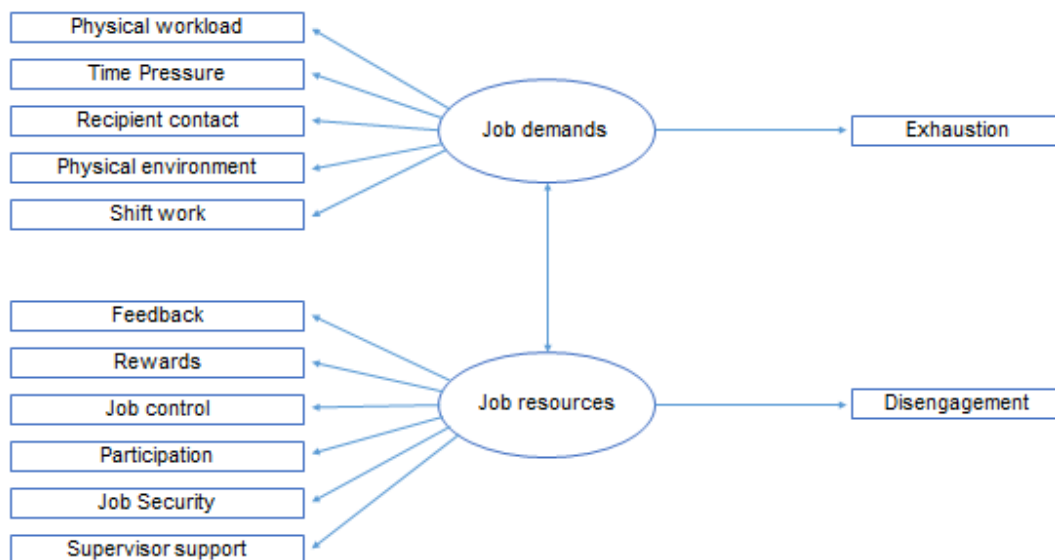 Physical workload
Time Pressure
Recipient contact
Physical environment
Shift work
Job demands
Exhaustion
Feedback
Rewards
Job control
Participation
Job Security
Supervisor support
Job resources
Disengagement